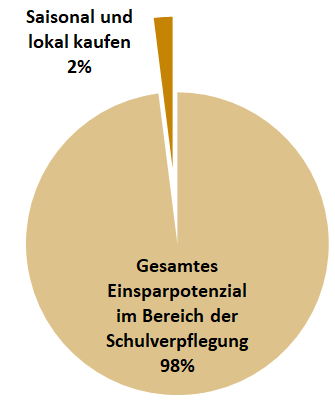 Saisonal und
lokal kaufen
2%
Gesamtes
Einsparpotenzial
im Bereich der
Schulverpflegung
98%